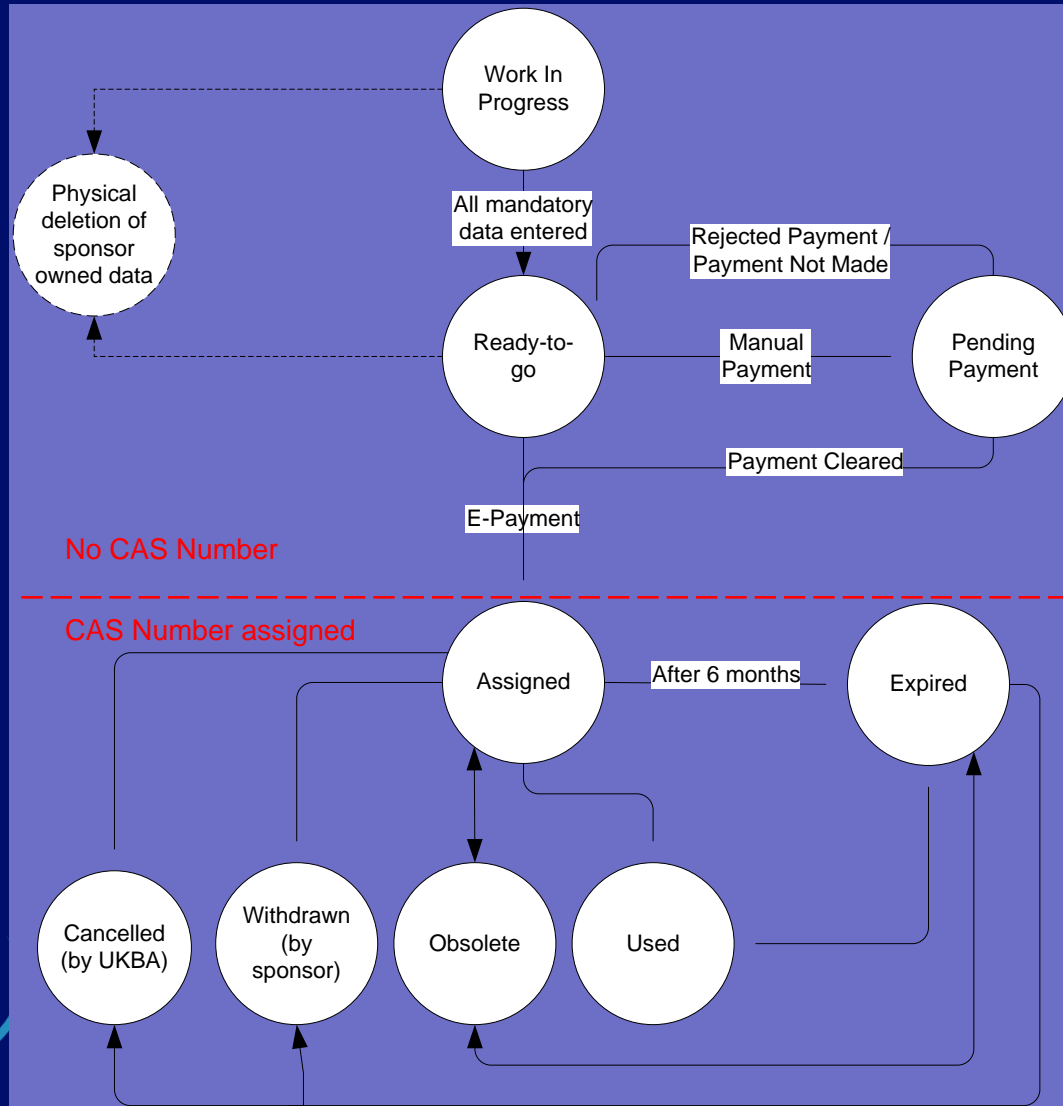 Work In
Progress
Physical
deletion of
sponsor
owned data
All mandatory
data entered
Rejected Payment /
Payment Not Made
Ready-to-
go
Manual
Payment
Pending
Payment
Payment Cleared
E-Payment
No CAS Number
CAS Number assigned
Assigned
After 6 months
Expired
Cancelled
(by UKBA)
Withdrawn
(by
sponsor)
Obsolete
Used